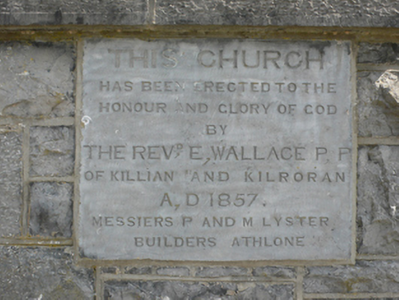 THIS CHURCH
HAS BEEN ERECTED TO THE
HONOUR AND GLORY OF GOD
BY
THE REVD E, WALLACE P. P
OF KILLIAN AND KILRORAN
A, D 1857.
MESSIERS P AND M LYSTER
BUILDERS ATHLONE